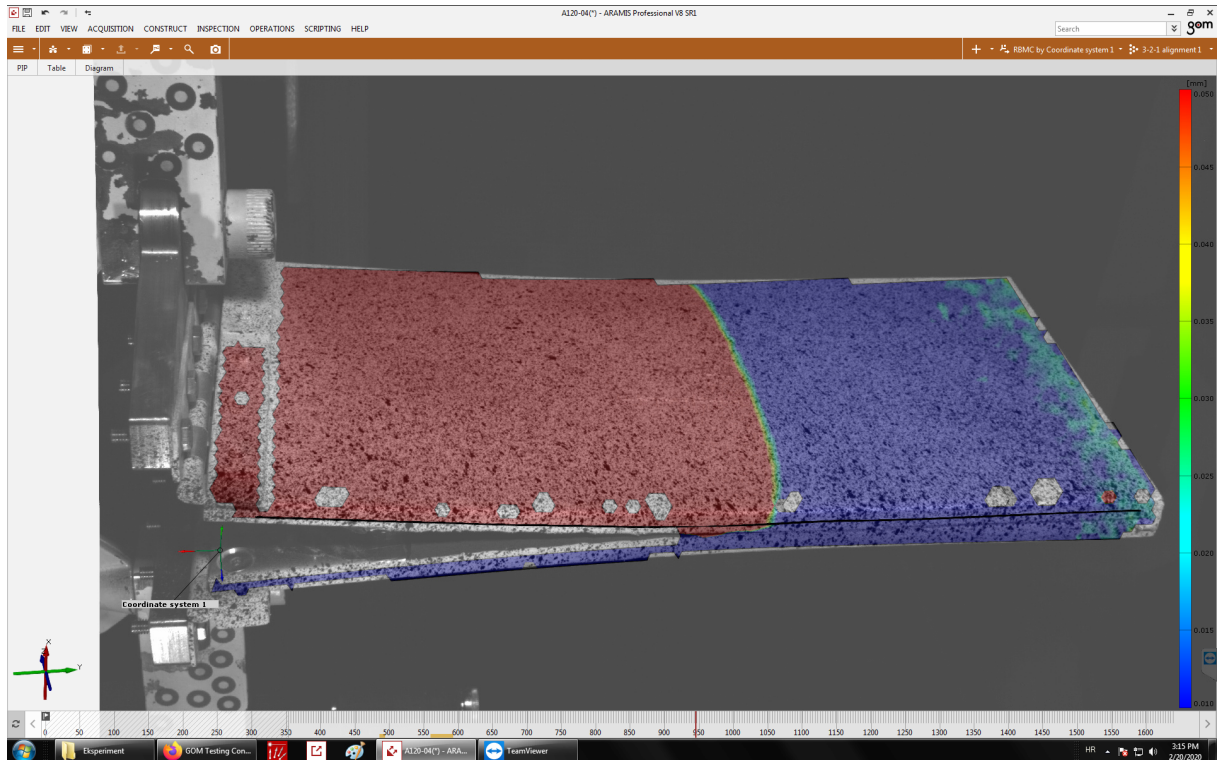 A120-04(*) - ARAMIS Professional V8 SR1
FILE EDIT VIEW ACQUISITION CONSTRUCT INSPECTION OPERATIONS SCRIPTING HELP
Search
gom
RBMC by Coordinate system 1
3-2-1 alignment 1
PIP Table Diagram
[mm]
0.050
0.045
0.040
0.035
0.030
0.025
0.020
0.015
0.010
Coordinate system 1
X
Y
0 50 100 150 200 250 300 350 400 450 500 550 600 650 700 750 800 850 900 950 1000 1050 1100 1150 1200 1250 1300 1350 1400 1450 1500 1550 1600
Eksperiment
GOM Testing Con...
A120-04(*) - ARA...
TeamViewer
HR
3:15 PM
2/20/2020